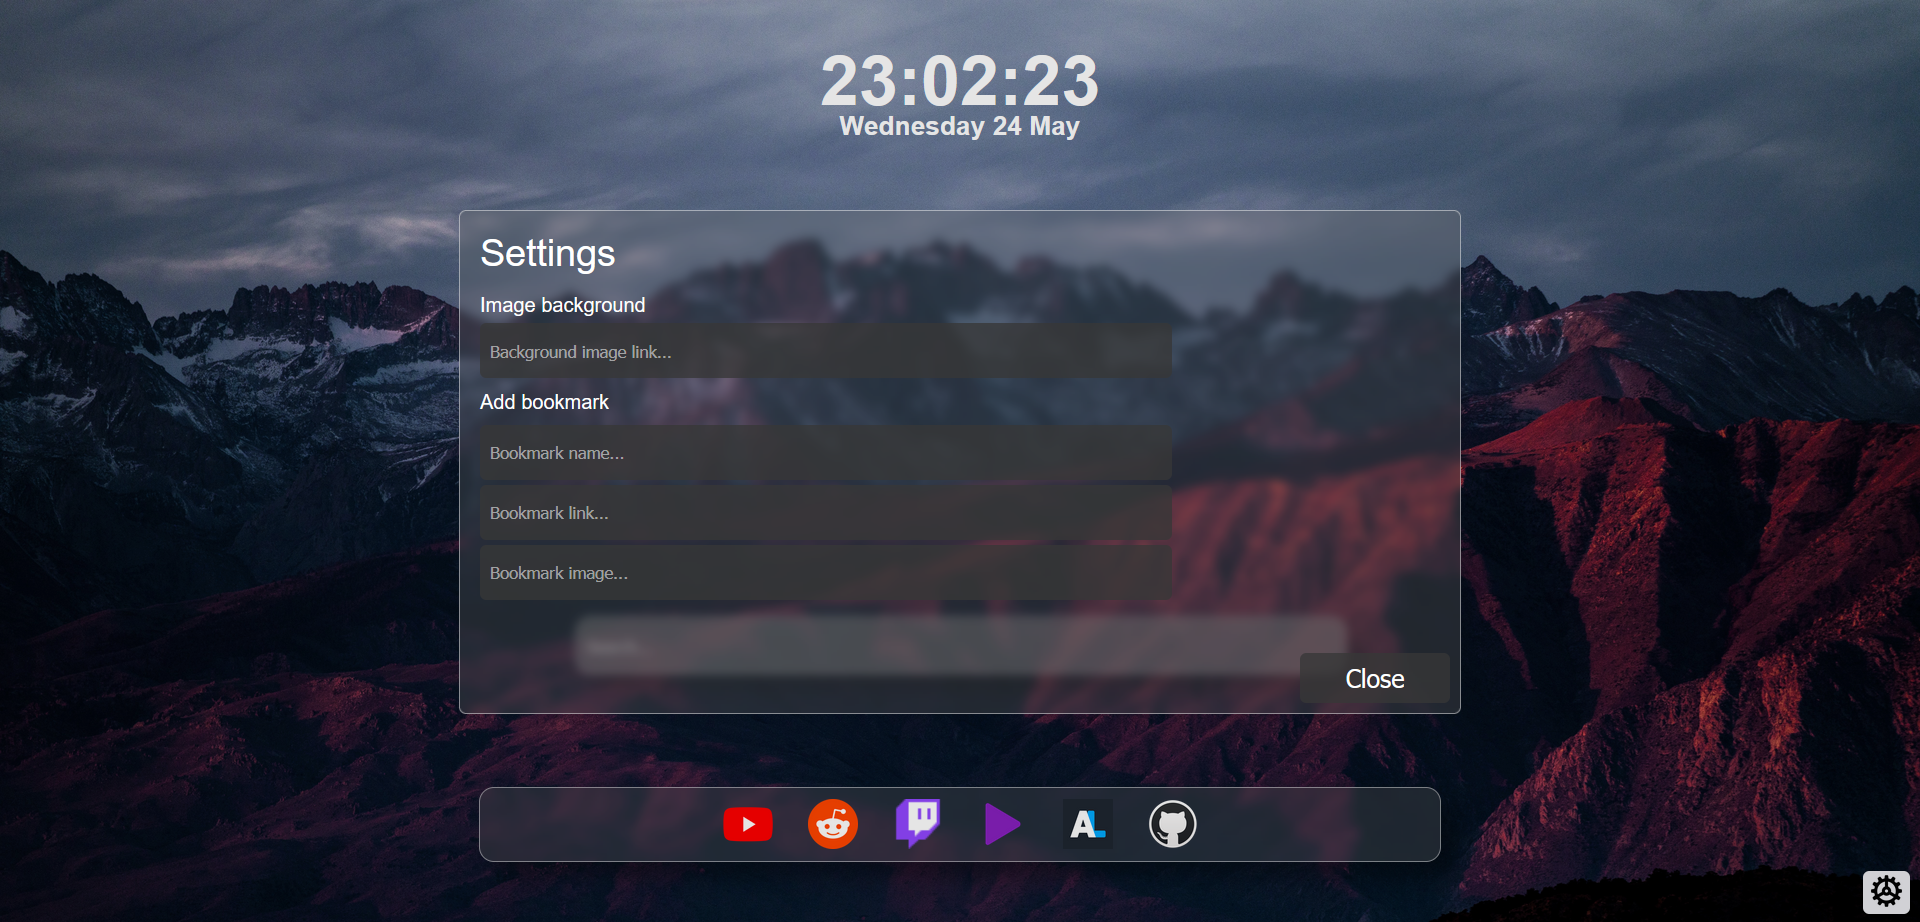 23:02:23
Wednesday 24 May
Settings
Image background
Background image link...
Add bookmark
Bookmark name...
Bookmark link...
Bookmark image...
Close
AL